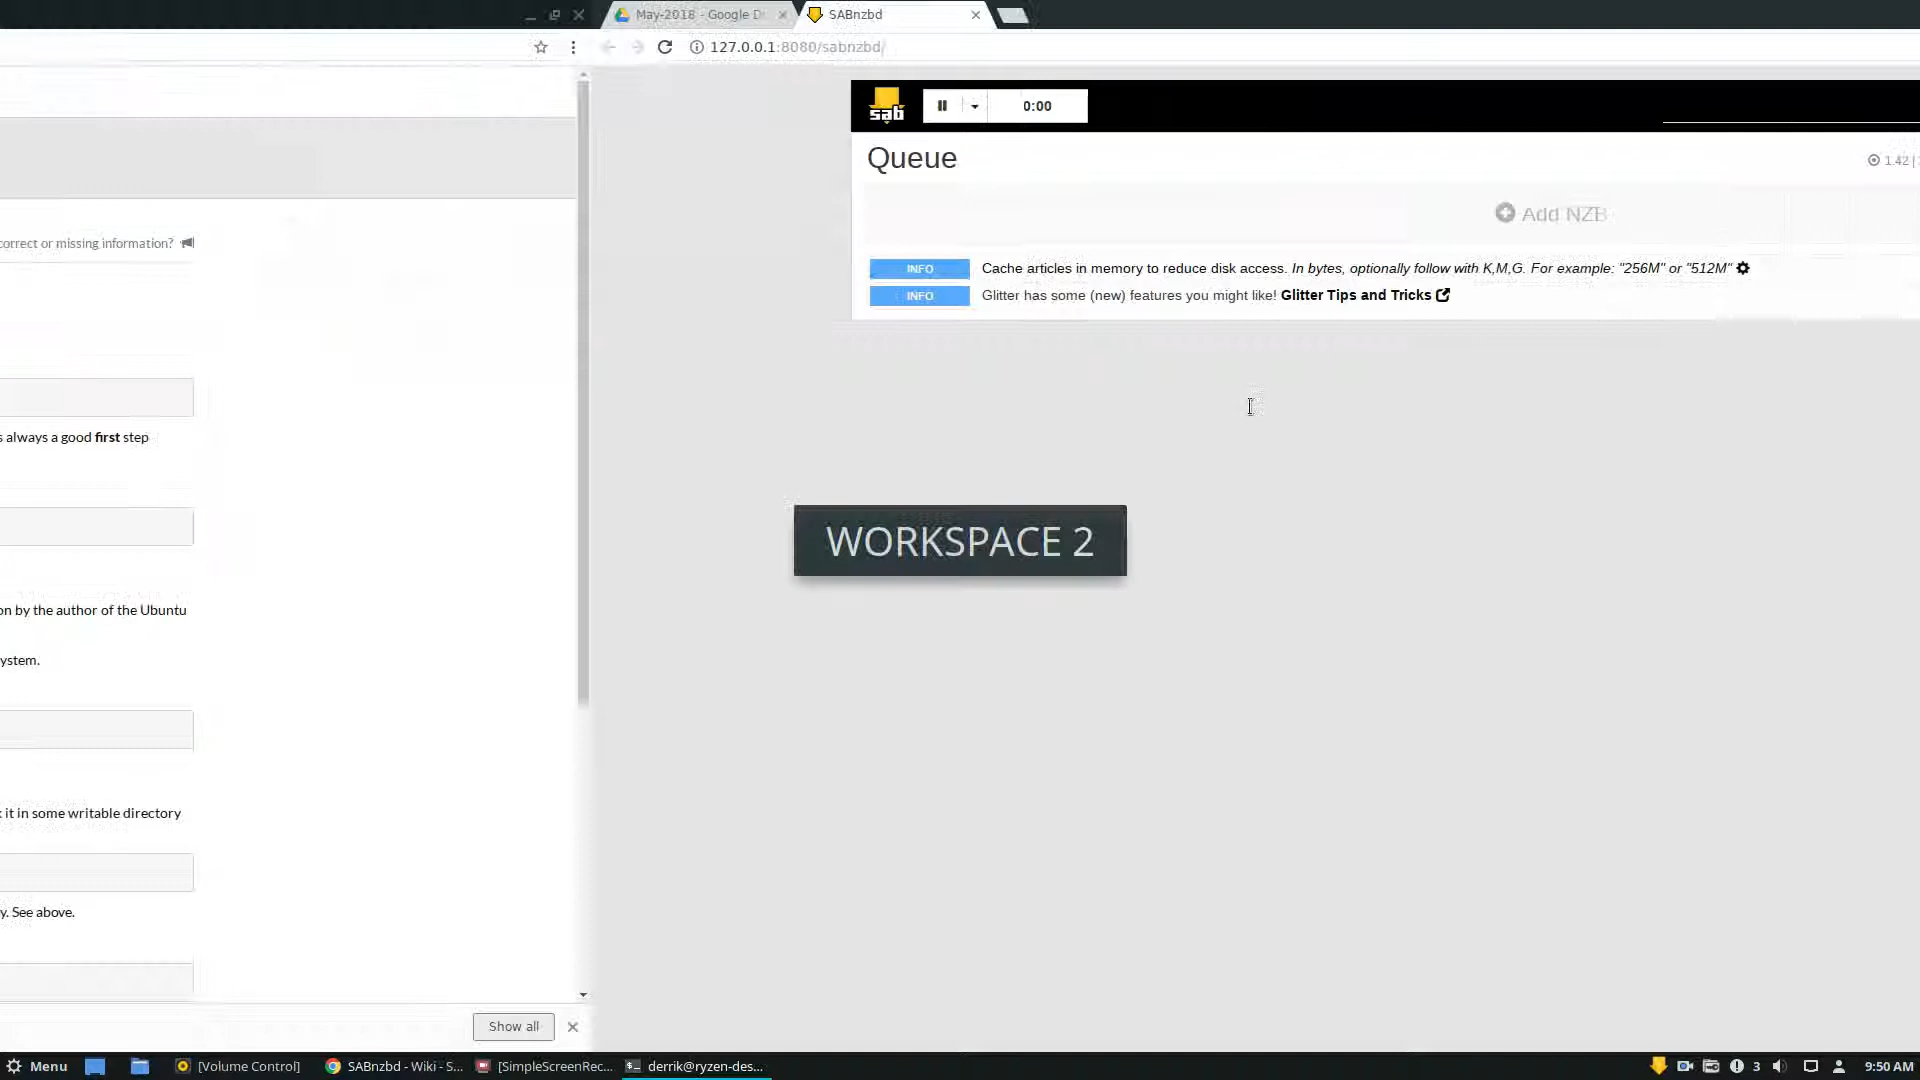 May-2018 - Google D
SABnzbd
127.0.0.1:8080/sabnzbd/
sab
0:00
Queue
1.42 |
correct or missing information?
Add NZB
INFO
Cache articles in memory to reduce disk access. In bytes, optionally follow with K,M,G. For example: "256M" or "512M"
INFO
Glitter has some (new) features you might like! Glitter Tips and Tricks
s always a good first step
WORKSPACE 2
on by the author of the Ubuntu
ystem.
it in some writable directory
y. See above.
Show all
Menu
[Volume Control]
SABnzbd - Wiki - S...
[SimpleScreenRec...
derrik@ryzen-des...
3
9:50 AM